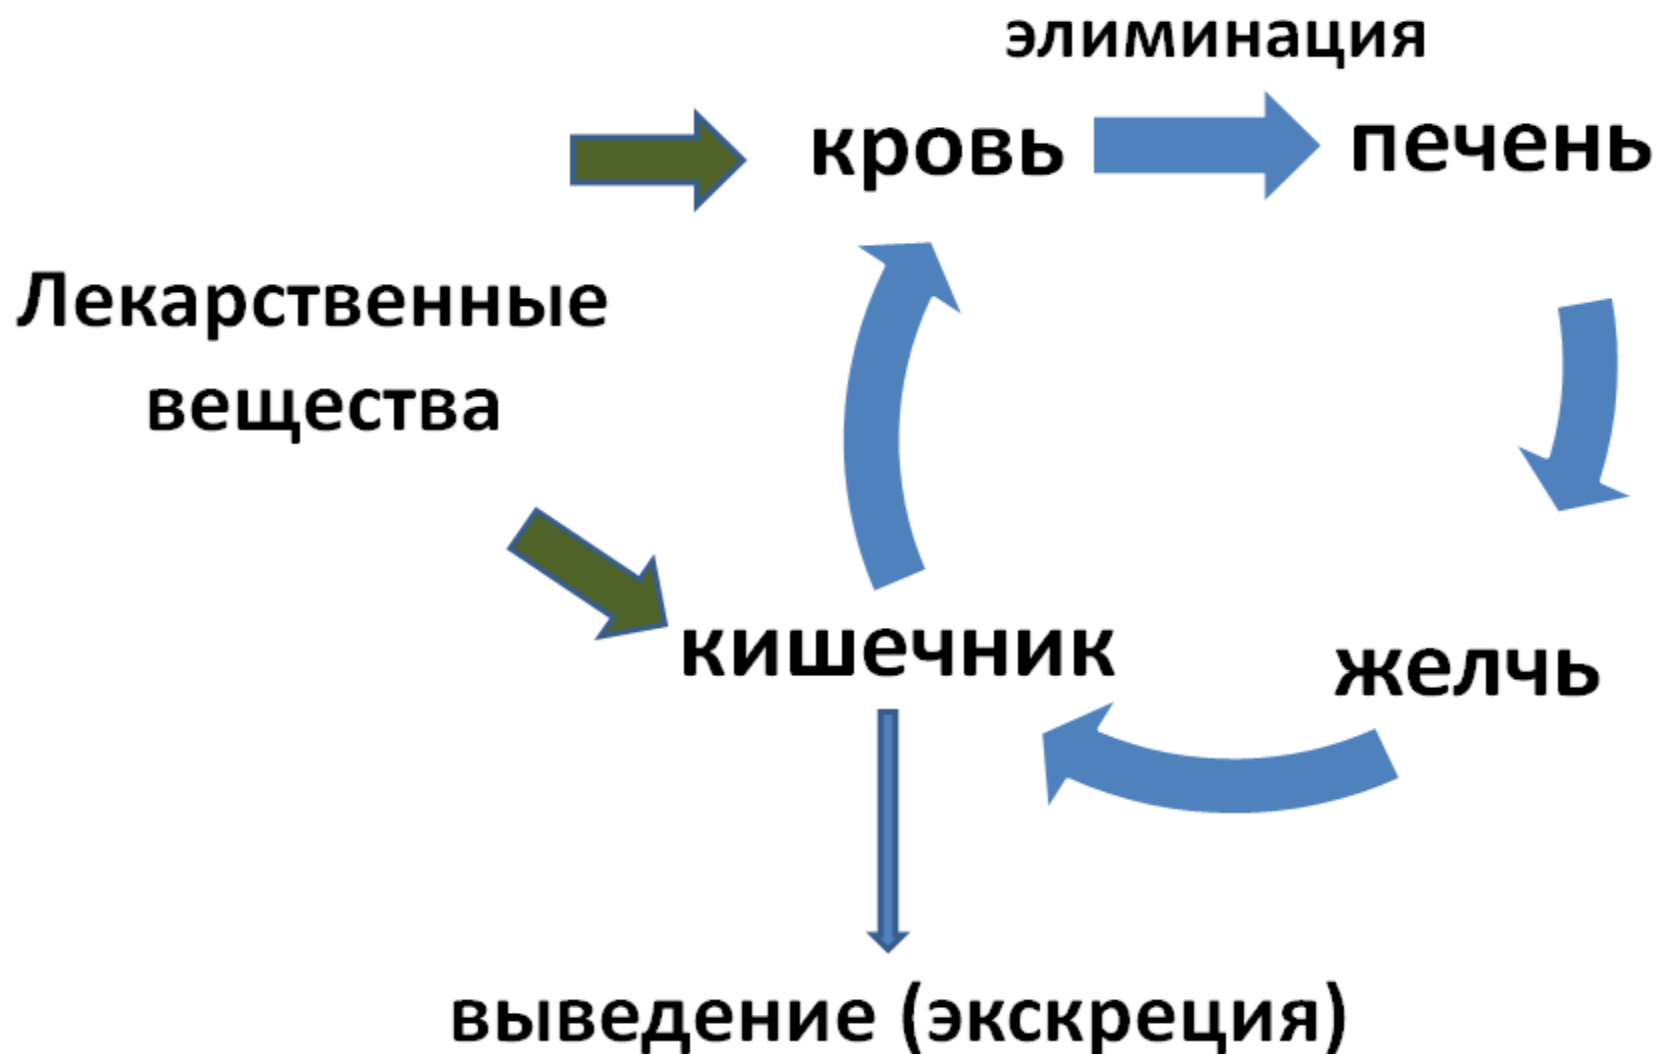 элиминация
кровь
печень
Лекарственные
вещества
кишечник
желчь
выведение (экскреция)